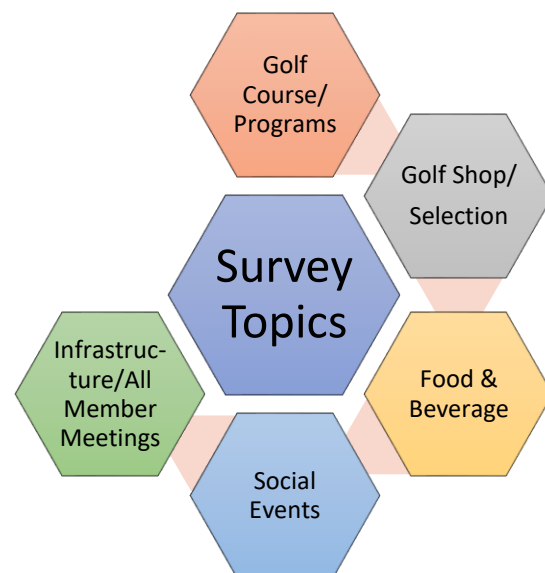 Golf
Course/
Programs
Golf Shop/
Selection
Survey
Topics
Infrastruc-
ture/All
Member
Meetings
Food &
Beverage
Social
Events